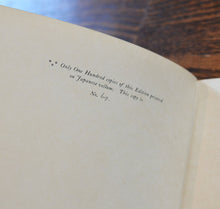 ⁂ Only One Hundred copies of this Edition printed
on Japanese vellum. This copy is
No.